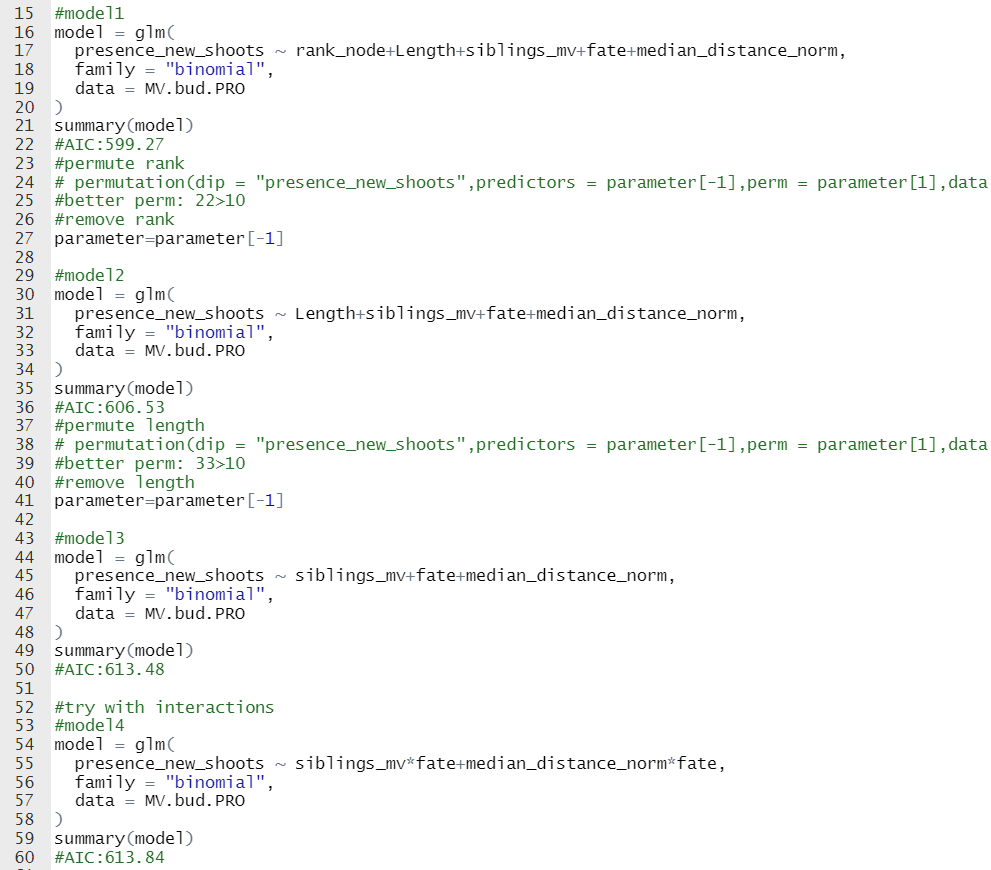 15 #model1
16 model = glm(
17   presence_new_shoots ~ rank_node+Length+siblings_mv+fate+median_distance_norm,
18   family = "binomial",
19   data = MV.bud.PRO
20 )
21 summary(model)
22 #AIC:599.27
23 #permute rank
24 # permutation(dip = "presence_new_shoots",predictors = parameter[-1],perm = parameter[1],data
25 #better perm: 22>10
26 #remove rank
27 parameter=parameter[-1]
28
29 #model2
30 model = glm(
31   presence_new_shoots ~ Length+siblings_mv+fate+median_distance_norm,
32   family = "binomial",
33   data = MV.bud.PRO
34 )
35 summary(model)
36 #AIC:606.53
37 #permute length
38 # permutation(dip = "presence_new_shoots",predictors = parameter[-1],perm = parameter[1],data
39 #better perm: 33>10
40 #remove length
41 parameter=parameter[-1]
42
43 #model3
44 model = glm(
45   presence_new_shoots ~ siblings_mv+fate+median_distance_norm,
46   family = "binomial",
47   data = MV.bud.PRO
48 )
49 summary(model)
50 #AIC:613.48
51
52 #try with interactions
53 #model4
54 model = glm(
55   presence_new_shoots ~ siblings_mv*fate+median_distance_norm*fate,
56   family = "binomial",
57   data = MV.bud.PRO
58 )
59 summary(model)
60 #AIC:613.84